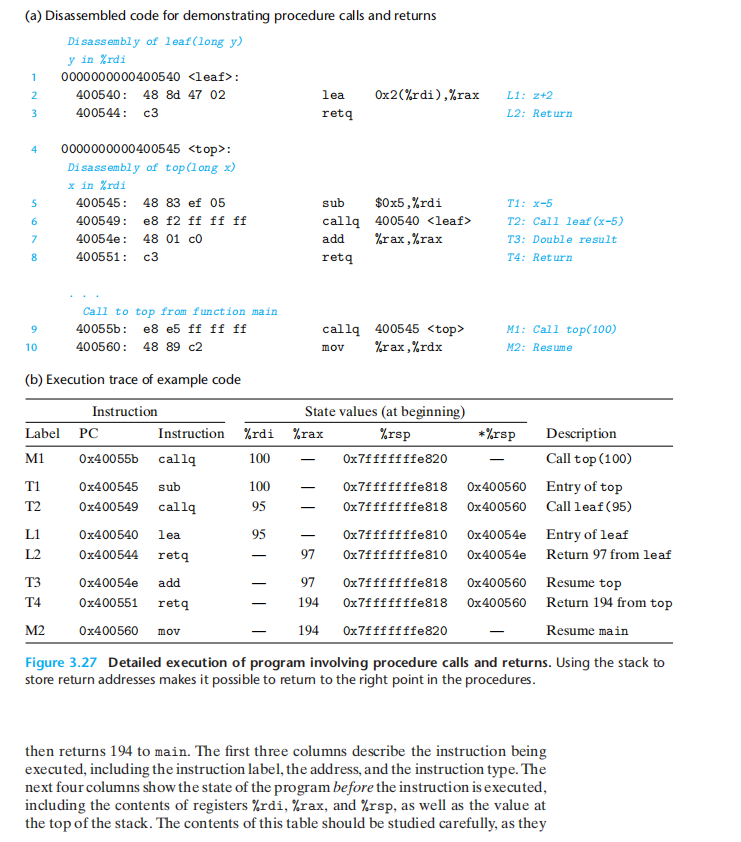 (a) Disassembled code for demonstrating procedure calls and returns
Disassembly of leaf(long y)
y in %rdi
1 0000000000400540 <leaf>:
2 400540: 48 8d 47 02 lea 0x2(%rdi),%rax L1: z+2
3 400544: c3 retq L2: Return
4 0000000000400545 <top>:
Disassembly of top(long x)
x in %rdi
5 400545: 48 83 ef 05 sub $0x5,%rdi T1: x-5
6 400549: e8 f2 ff ff ff callq 400540 <leaf> T2: Call leaf(x-5)
7 40054e: 48 01 c0 add %rax,%rax T3: Double result
8 400551: c3 retq T4: Return
. . .
Call to top from function main
9 40055b: e8 e5 ff ff ff callq 400545 <top> M1: Call top(100)
10 400560: 48 89 c2 mov %rax,%rdx M2: Resume
(b) Execution trace of example code
Instruction State values (at beginning)
Label PC Instruction %rdi %rax %rsp *%rsp Description
M1 0x40055b callq 100 — 0x7fffffffe820 — Call top(100)
T1 0x400545 sub 100 — 0x7fffffffe818 0x400560 Entry of top
T2 0x400549 callq 95 — 0x7fffffffe818 0x400560 Call leaf(95)
L1 0x400540 lea 95 — 0x7fffffffe810 0x40054e Entry of leaf
L2 0x400544 retq — 97 0x7fffffffe810 0x40054e Return 97 from leaf
T3 0x40054e add — 97 0x7fffffffe818 0x400560 Resume top
T4 0x400551 retq — 194 0x7fffffffe818 0x400560 Return 194 from top
M2 0x400560 mov — 194 0x7fffffffe820 — Resume main
Figure 3.27 Detailed execution of program involving procedure calls and returns. Using the stack to
store return addresses makes it possible to return to the right point in the procedures.
then returns 194 to main. The first three columns describe the instruction being
executed, including the instruction label, the address, and the instruction type. The
next four columns show the state of the program before the instruction is executed,
including the contents of registers %rdi, %rax, and %rsp, as well as the value at
the top of the stack. The contents of this table should be studied carefully, as they